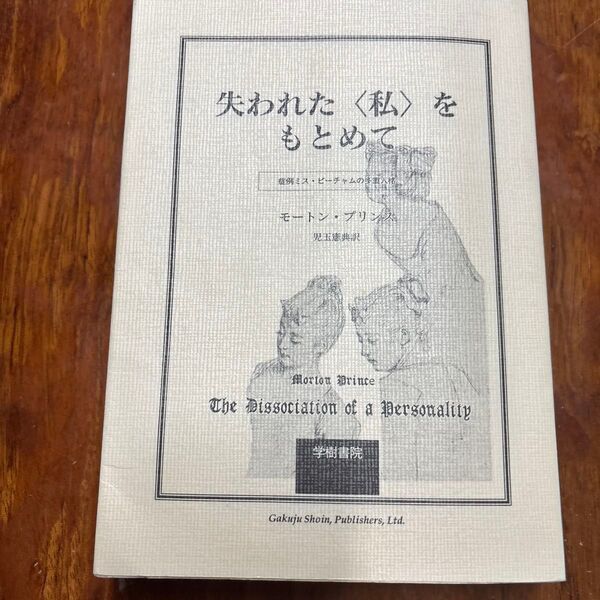 失われた〈私〉を
もとめて
症例ミス・ビーチャムの多重人格
モートン・プリンス
児玉憲典訳
Morton Prince
The Dissociation of a Personality
学樹書院
Gakuju Shoin, Publishers, Ltd.